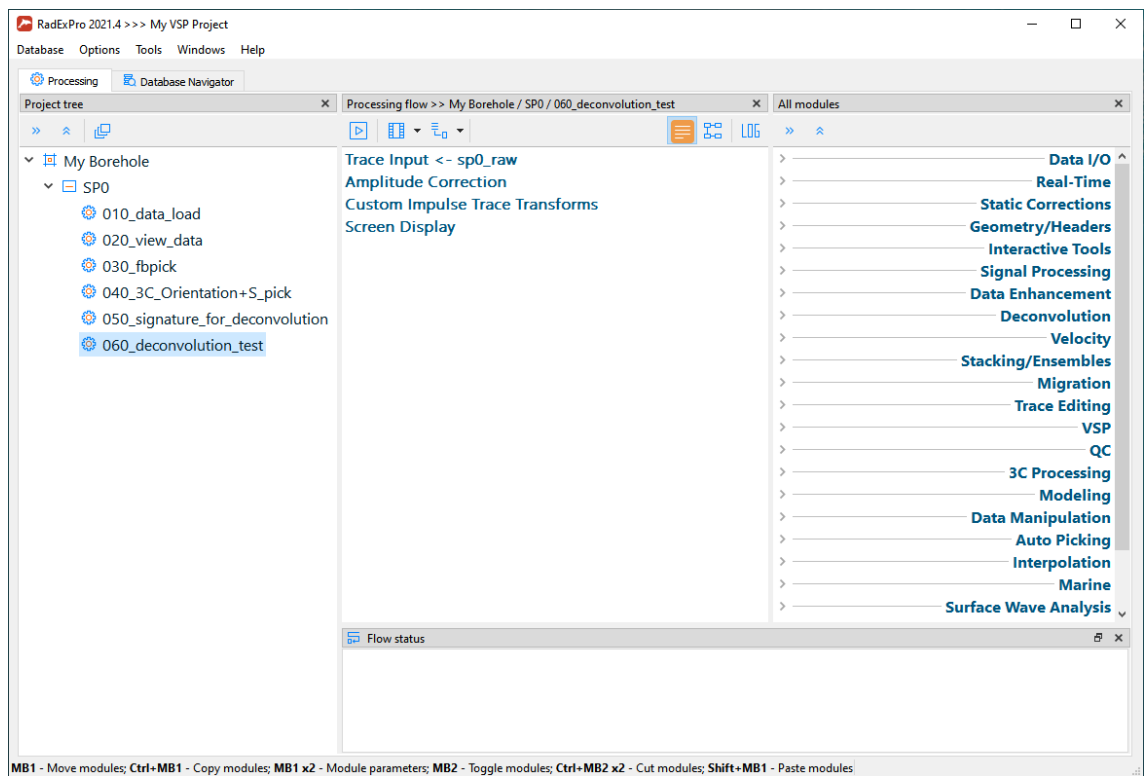 RadExPro 2021.4 >>> My VSP Project
Database Options Tools Windows Help
Processing Database Navigator
Project tree
My Borehole
SP0
010_data_load
020_view_data
030_fbpick
040_3C_Orientation+S_pick
050_signature_for_deconvolution
060_deconvolution_test
Processing flow >> My Borehole / SP0 / 060_deconvolution_test
LOG
Trace Input <- sp0_raw
Amplitude Correction
Custom Impulse Trace Transforms
Screen Display
All modules
Data I/O
Real-Time
Static Corrections
Geometry/Headers
Interactive Tools
Signal Processing
Data Enhancement
Deconvolution
Velocity
Stacking/Ensembles
Migration
Trace Editing
VSP
QC
3C Processing
Modeling
Data Manipulation
Auto Picking
Interpolation
Marine
Surface Wave Analysis
Flow status
MB1 - Move modules; Ctrl+MB1 - Copy modules; MB1 x2 - Module parameters; MB2 - Toggle modules; Ctrl+MB2 x2 - Cut modules; Shift+MB1 - Paste modules